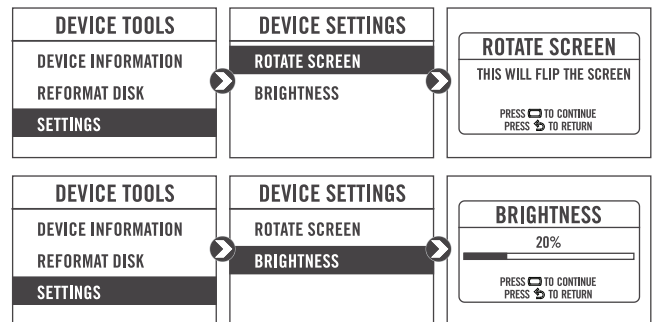 DEVICE TOOLS
DEVICE INFORMATION
REFORMAT DISK
SETTINGS
DEVICE SETTINGS
ROTATE SCREEN
BRIGHTNESS
ROTATE SCREEN
THIS WILL FLIP THE SCREEN
PRESS TO CONTINUE
PRESS TO RETURN
DEVICE TOOLS
DEVICE INFORMATION
REFORMAT DISK
SETTINGS
DEVICE SETTINGS
ROTATE SCREEN
BRIGHTNESS
BRIGHTNESS
20%
PRESS TO CONTINUE
PRESS TO RETURN